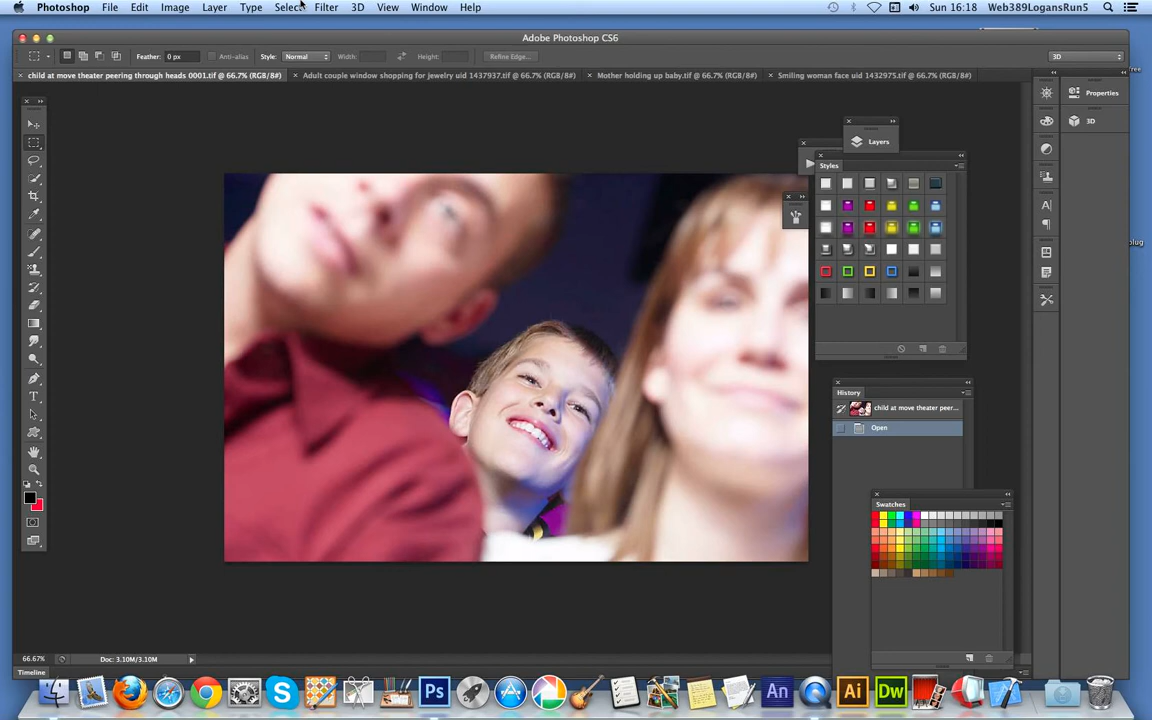 Photoshop File Edit Image Layer Type Select Filter 3D View Window Help Sun 16:18 Web389LogansRun5
Adobe Photoshop CS6
Feather: 0 px Anti-alias Style: Normal Width: Height: Refine Edge... 3D
child at move theater peering through heads 0001.tif @ 66.7% (RGB/8#) Adult couple window shopping for jewelry uid 1437937.tif @ 66.7% (RGB/8#) Mother holding up baby.tif @ 66.7% (RGB/8#) Smiling woman face uid 1432975.tif @ 66.7% (RGB/8#)
Properties
3D
Layers
Styles
History
child at move theater peer...
Open
Swatches
66.67% Doc: 3.10M/3.10M
Timeline
Ps An Ai Dw